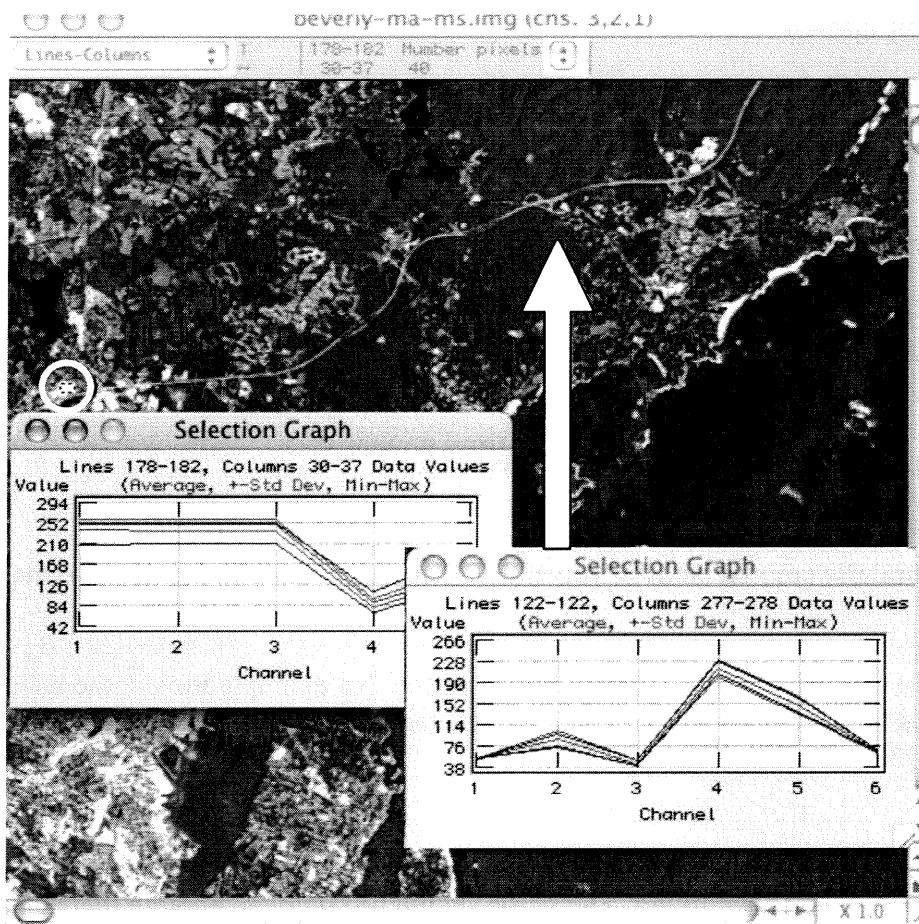 beverly-ma-ms.img (cns. 3,2,1)
Lines-Columns
178-182 Number pixels
30-37 40
Selection Graph
Lines 178-182, Columns 30-37 Data Values
Value (Average, +-Std Dev, Min-Max)
294
252
210
168
126
84
42
1 2 3 4
Channel
Selection Graph
Lines 122-122, Columns 277-278 Data Values
Value (Average, +-Std Dev, Min-Max)
266
228
190
152
114
76
38
1 2 3 4 5 6
Channel
X 1.0